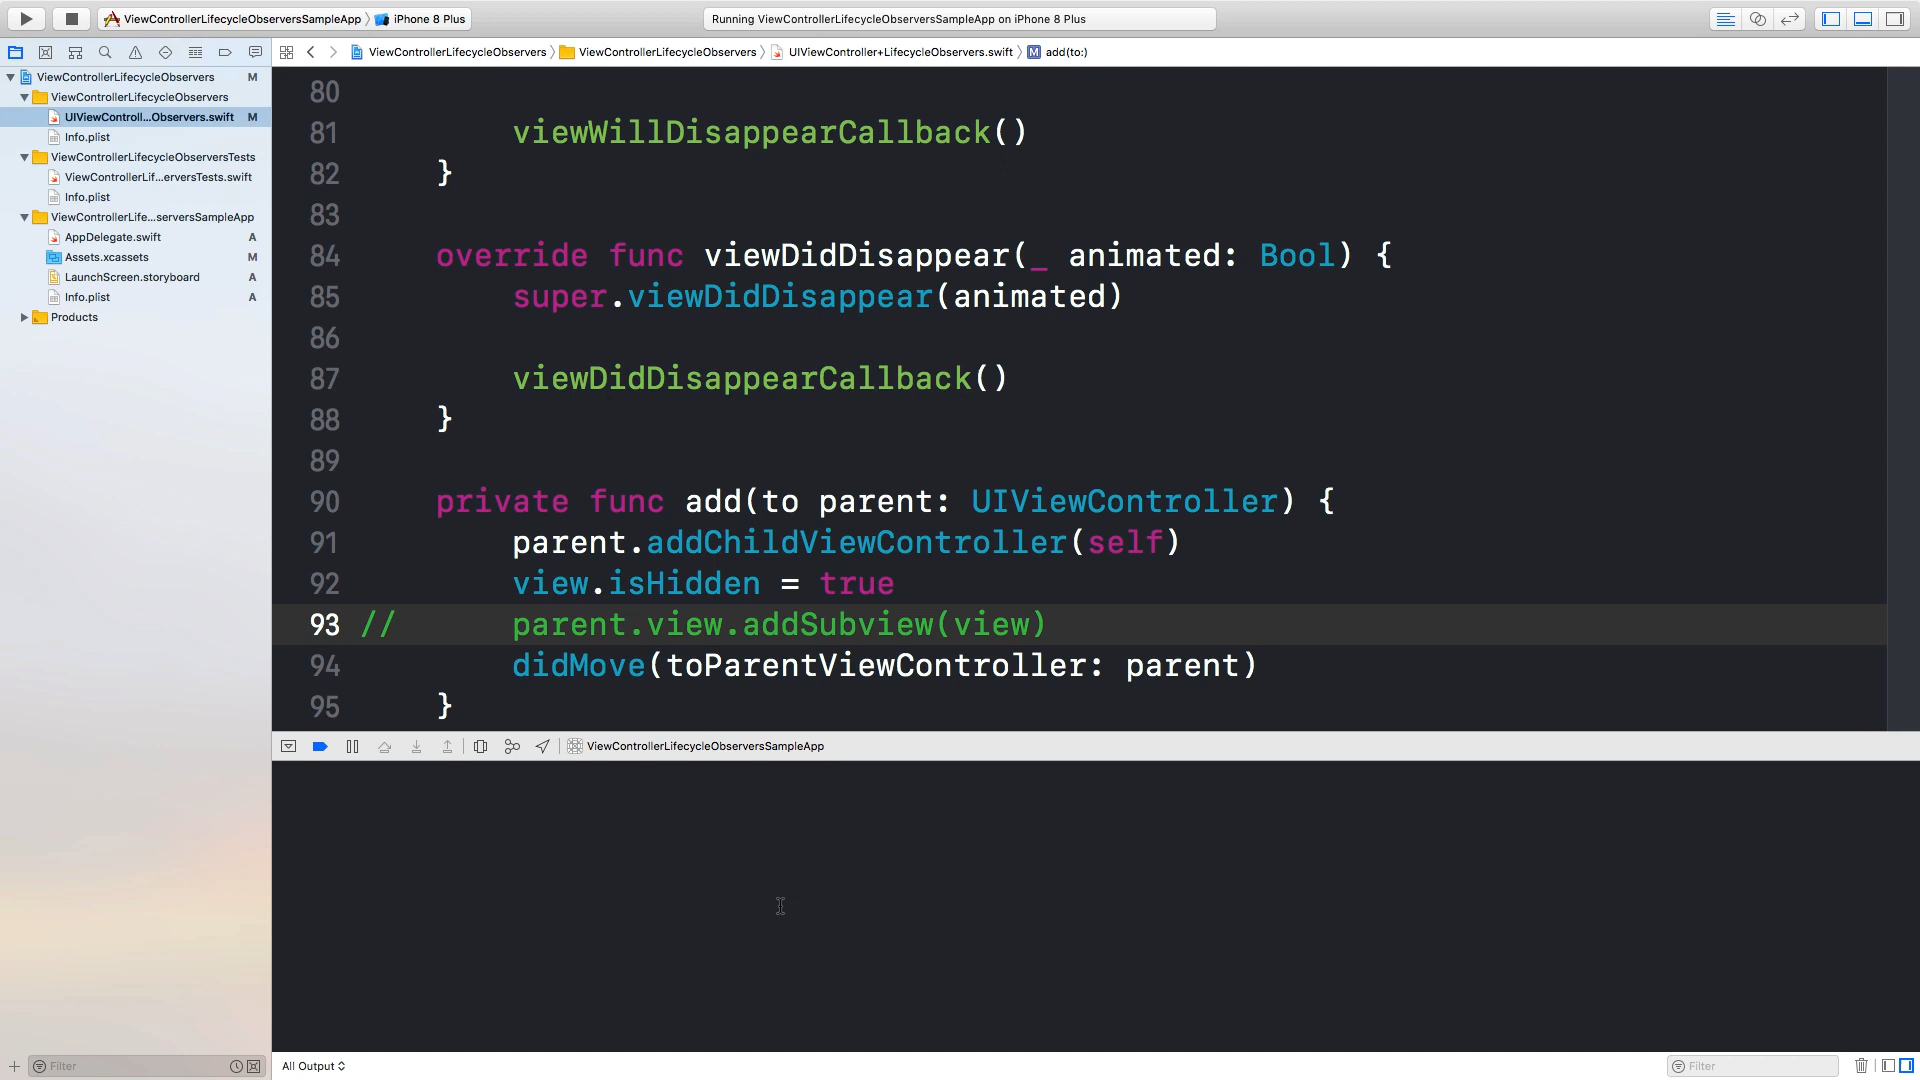 ViewControllerLifecycleObserversSampleApp iPhone 8 Plus
Running ViewControllerLifecycleObserversSampleApp on iPhone 8 Plus
ViewControllerLifecycleObservers ViewControllerLifecycleObservers UIViewController+LifecycleObservers.swift M add(to:)
ViewControllerLifecycleObservers M
ViewControllerLifecycleObservers
UIViewControll...Observers.swift M
Info.plist
ViewControllerLifecycleObserversTests
ViewControllerLif...erversTests.swift
Info.plist
ViewControllerLife...serversSampleApp
AppDelegate.swift A
Assets.xcassets M
LaunchScreen.storyboard A
Info.plist A
Products
80
81 viewWillDisappearCallback()
82 }
83
84 override func viewDidDisappear(_ animated: Bool) {
85 super.viewDidDisappear(animated)
86
87 viewDidDisappearCallback()
88 }
89
90 private func add(to parent: UIViewController) {
91 parent.addChildViewController(self)
92 view.isHidden = true
93 // parent.view.addSubview(view)
94 didMove(toParentViewController: parent)
95 }
ViewControllerLifecycleObserversSampleApp
Filter
All Output
Filter